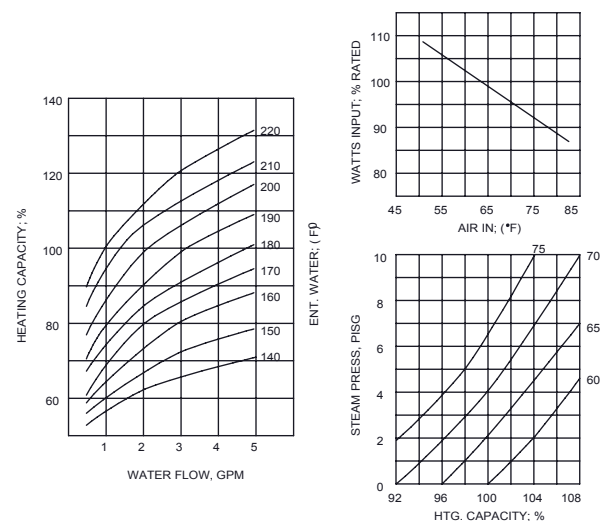 140
120
100
80
60
HEATING CAPACITY; %
220
210
200
190
180
170
160
150
140
ENT. WATER; ( Fº)
1 2 3 4 5
WATER FLOW, GPM
110
100
90
80
WATTS INPUT; % RATED
45 55 65 75 85
AIR IN; (°F)
10
8
6
4
2
0
STEAM PRESS, PISG
75
70
65
60
92 96 100 104 108
HTG. CAPACITY; %